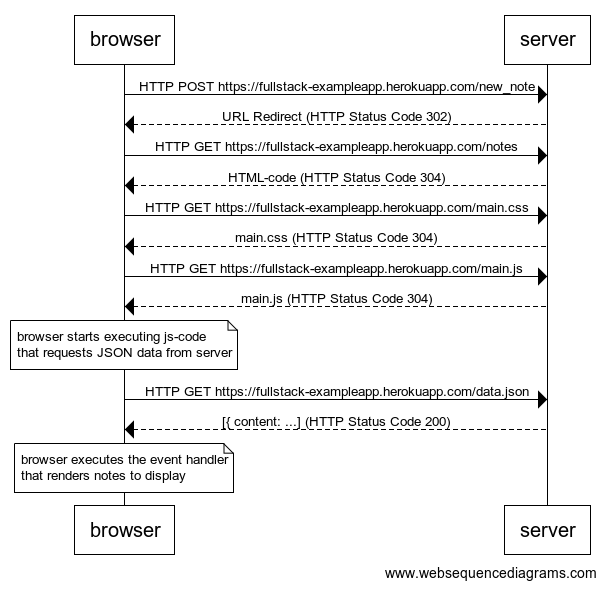 browser
server
HTTP POST https://fullstack-exampleapp.herokuapp.com/new_note
URL Redirect (HTTP Status Code 302)
HTTP GET https://fullstack-exampleapp.herokuapp.com/notes
HTML-code (HTTP Status Code 304)
HTTP GET https://fullstack-exampleapp.herokuapp.com/main.css
main.css (HTTP Status Code 304)
HTTP GET https://fullstack-exampleapp.herokuapp.com/main.js
main.js (HTTP Status Code 304)
browser starts executing js-code
that requests JSON data from server
HTTP GET https://fullstack-exampleapp.herokuapp.com/data.json
[{ content: ...] (HTTP Status Code 200)
browser executes the event handler
that renders notes to display
browser
server
www.websequencediagrams.com